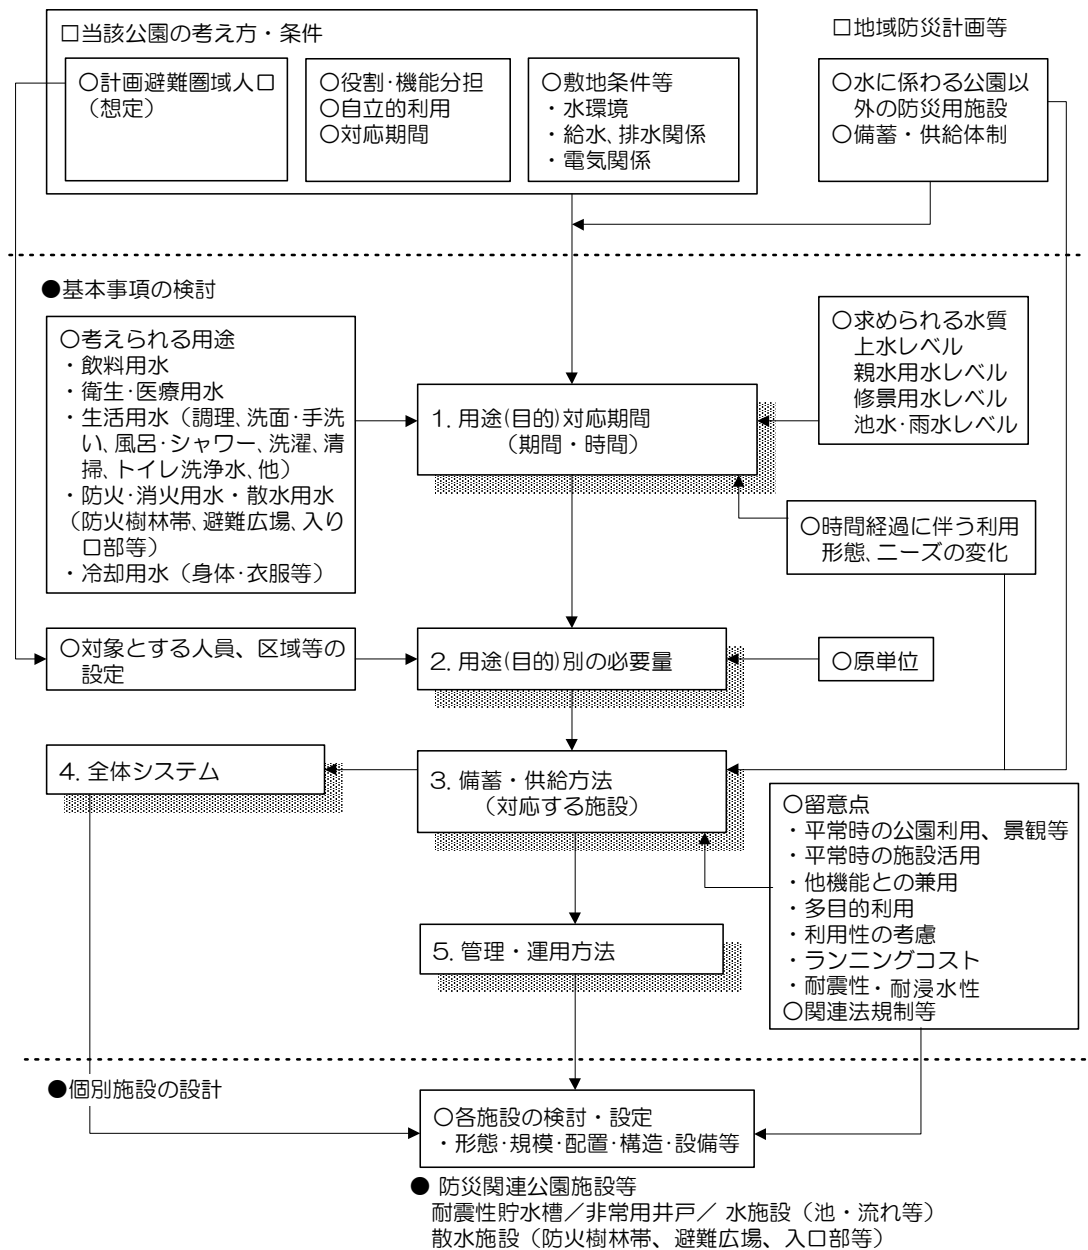 □当該公園の考え方・条件
○計画避難圏域人口
（想定）
○役割・機能分担
○自立的利用
○対応期間
○敷地条件等
・水環境
・給水、排水関係
・電気関係
□地域防災計画等
○水に係わる公園以
外の防災用施設
○備蓄・供給体制
●基本事項の検討
○考えられる用途
・飲料用水
・衛生・医療用水
・生活用水（調理、洗面・手洗
い、風呂・シャワー、洗濯、清
掃、トイレ洗浄水、他）
・防火・消火用水・散水用水
（防火樹林帯、避難広場、入り
口部等）
・冷却用水（身体・衣服等）
1．用途(目的)対応期間
（期間・時間）
○求められる水質
上水レベル
親水用水レベル
修景用水レベル
池水・雨水レベル
○時間経過に伴う利用
形態、ニーズの変化
○対象とする人員、区域等の
設定
2．用途(目的)別の必要量
○原単位
4．全体システム
3．備蓄・供給方法
（対応する施設）
○留意点
・平常時の公園利用、景観等
・平常時の施設活用
・他機能との兼用
・多目的利用
・利用性の考慮
・ランニングコスト
・耐震性・耐浸水性
○関連法規制等
5．管理・運用方法
●個別施設の設計
○各施設の検討・設定
・形態・規模・配置・構造・設備等
● 防災関連公園施設等
耐震性貯水槽／非常用井戸／ 水施設（池・流れ等）
散水施設（防火樹林帯、避難広場、入口部等）